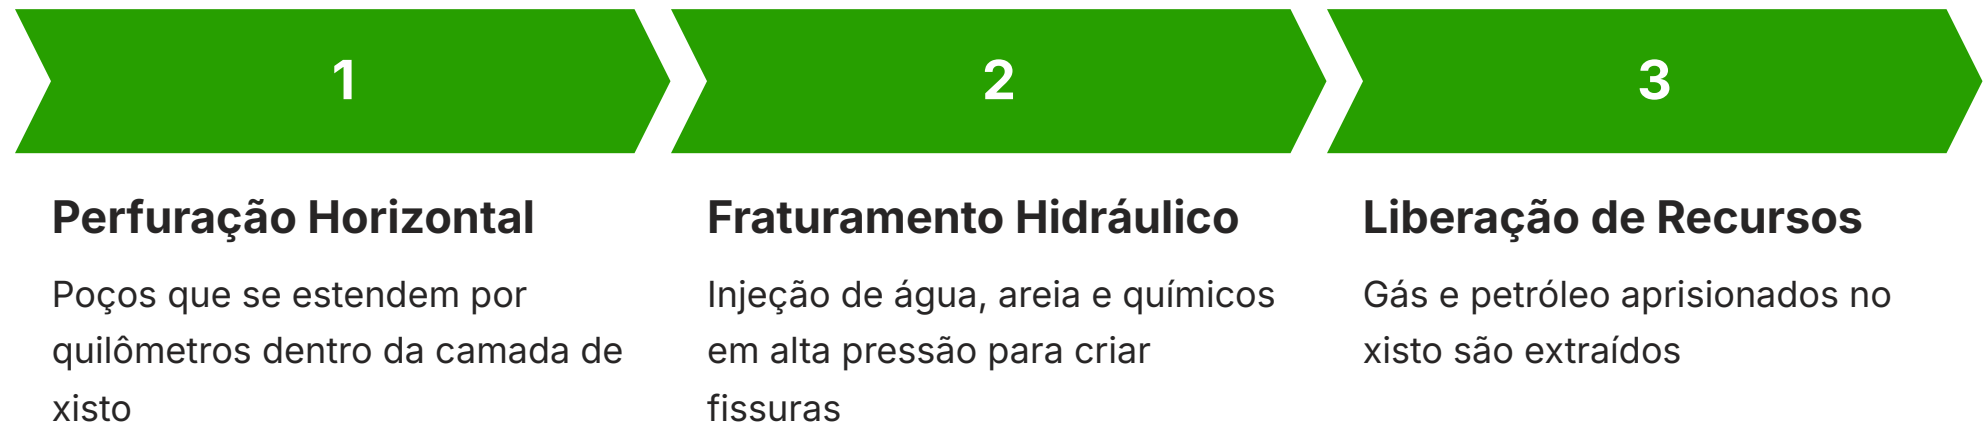 1
Perfuração Horizontal
Poços que se estendem por
quilômetros dentro da camada de
xisto
2
Fraturamento Hidráulico
Injeção de água, areia e químicos
em alta pressão para criar
fissuras
3
Liberação de Recursos
Gás e petróleo aprisionados no
xisto são extraídos